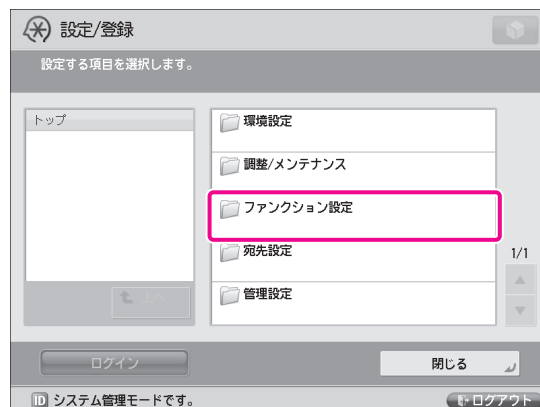 設定/登録
設定する項目を選択します。
トップ
環境設定
調整/メンテナンス
ファンクション設定
宛先設定
1/1
管理設定
上へ
ログイン
閉じる
ID システム管理モードです。
ログアウト